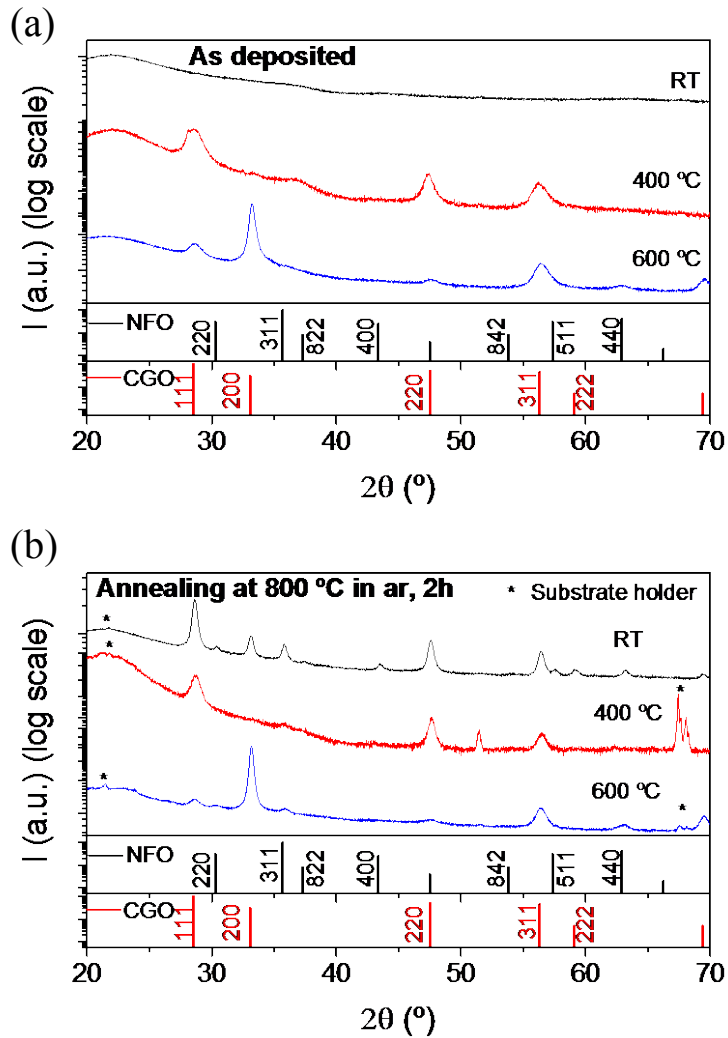 (a)
As deposited
RT
400 ºC
600 ºC
I (a.u.) (log scale)
NFO
220
311
822
400
842
511
440
CGO
111
200
220
311
222
20
30
40
50
60
70
2θ (º)
(b)
Annealing at 800 ºC in ar, 2h
* Substrate holder
*
RT
*
400 ºC
*
*
600 ºC
*
I (a.u.) (log scale)
NFO
220
311
822
400
842
511
440
CGO
111
200
220
311
222
20
30
40
50
60
70
2θ (º)